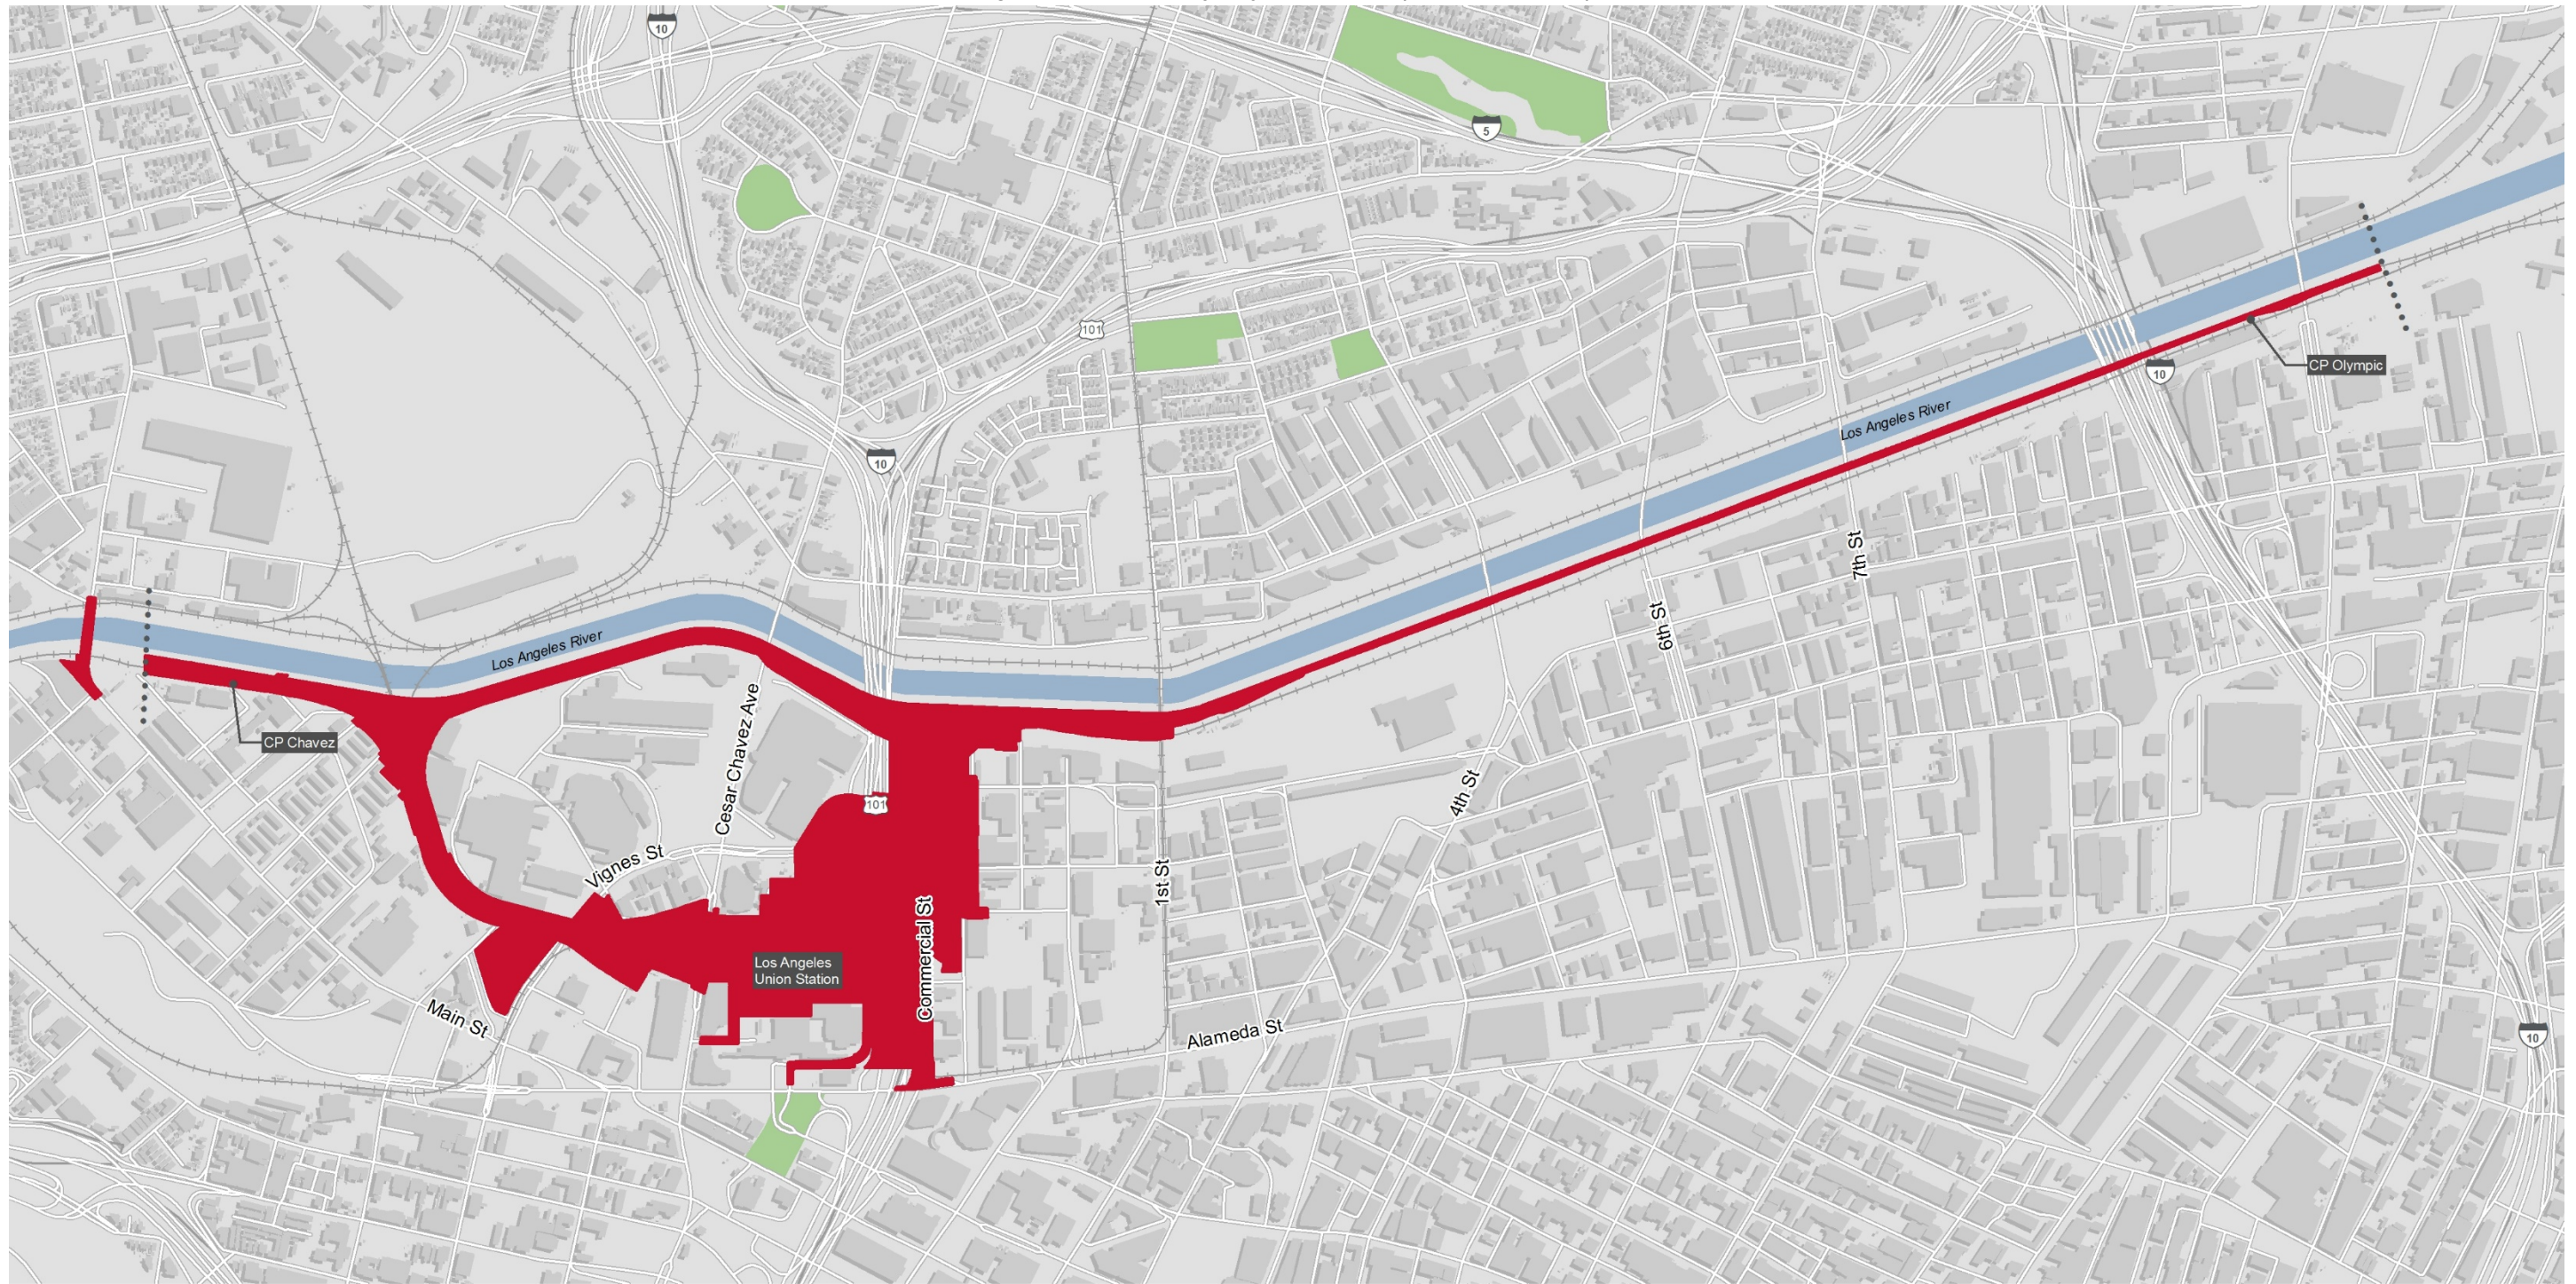 10
5
101
CP Olympic
10
Los Angeles River
10
7th St
6th St
Los Angeles River
CP Chavez
Cesar Chavez Ave
4th St
101
Vignes St
1st St
Commercial St
Los Angeles
Union Station
Main St
Alameda St
10